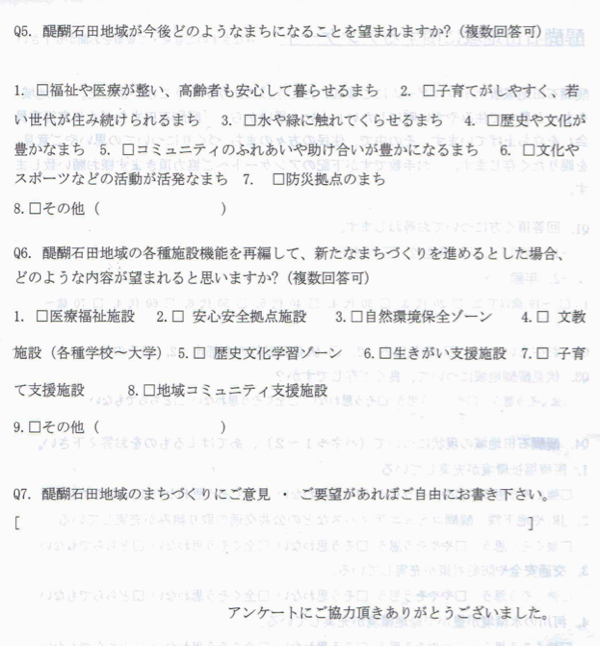 Q5. 醍醐石田地域が今後どのようなまちになることを望まれますか？（複数回答可）
1. □福祉や医療が整い、高齢者も安心して暮らせるまち　2. □子育てがしやすく、若
い世代が住み続けられるまち　3. □水や緑に触れてくらせるまち　4. □歴史や文化が
豊かなまち　5. □コミュニティのふれあいや助け合いが豊かになるまち　6. □文化や
スポーツなどの活動が活発なまち　7. □防災拠点のまち
8.□その他（　　　　　　　　）
Q6. 醍醐石田地域の各種施設機能を再編して、新たなまちづくりを進めるとした場合、
どのような内容が望まれると思いますか？（複数回答可）
1. □医療福祉施設　2.□ 安心安全拠点施設　3.□自然環境保全ゾーン　4.□ 文教
施設（各種学校～大学）5.□ 歴史文化学習ゾーン　6.□生きがい支援施設　7.□ 子育
て支援施設　8.□地域コミュニティ支援施設
9.□その他（　　　　　　　　）
Q7. 醍醐石田地域のまちづくりにご意見 、ご要望があればご自由にお書き下さい。
[　　　　　　　　　　　　　　　　　　　　]
アンケートにご協力頂きありがとうございました。